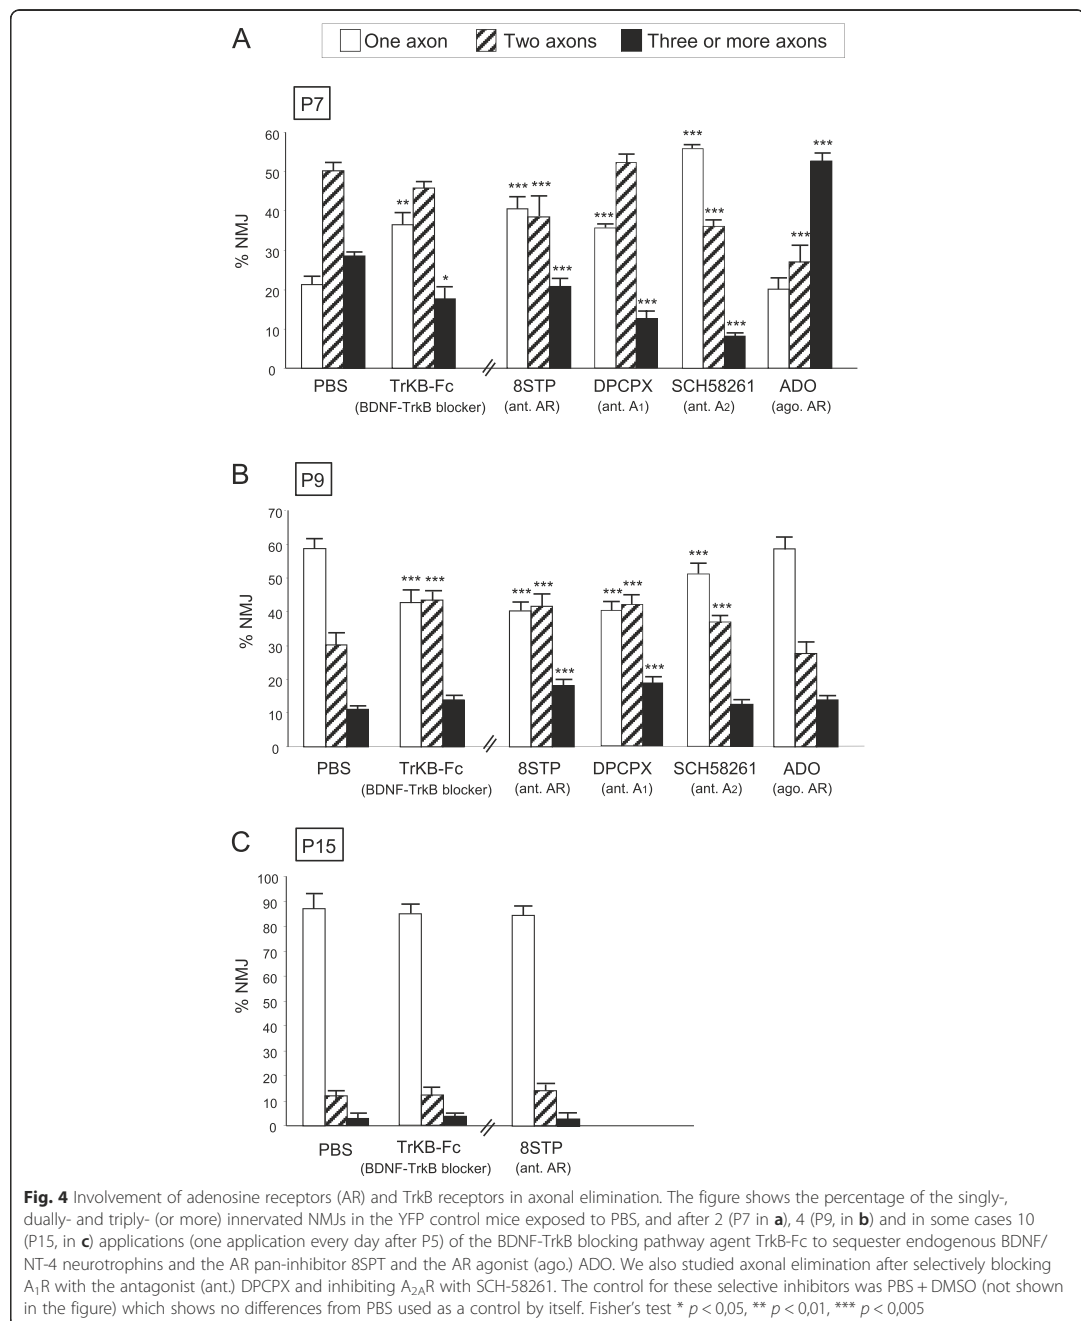 A
One axon Two axons Three or more axons
P7
60
50
40
30
20
10
0
% NMJ
** * *** *** *** *** *** *** *** *** *** ***
PBS TrKB-Fc 8STP DPCPX SCH58261 ADO
(BDNF-TrkB blocker) (ant. AR) (ant. A1) (ant. A2) (ago. AR)
B
P9
70
60
50
40
30
20
10
0
% NMJ
*** *** *** *** *** *** *** *** *** ***
PBS TrKB-Fc 8STP DPCPX SCH58261 ADO
(BDNF-TrkB blocker) (ant. AR) (ant. A1) (ant. A2) (ago. AR)
C
P15
100
90
80
70
60
50
40
30
20
10
0
% NMJ
PBS TrKB-Fc 8STP
(BDNF-TrkB blocker) (ant. AR)
Fig. 4 Involvement of adenosine receptors (AR) and TrkB receptors in axonal elimination. The figure shows the percentage of the singly-,
dually- and triply- (or more) innervated NMJs in the YFP control mice exposed to PBS, and after 2 (P7 in a), 4 (P9, in b) and in some cases 10
(P15, in c) applications (one application every day after P5) of the BDNF-TrkB blocking pathway agent TrkB-Fc to sequester endogenous BDNF/
NT-4 neurotrophins and the AR pan-inhibitor 8SPT and the AR agonist (ago.) ADO. We also studied axonal elimination after selectively blocking
A1R with the antagonist (ant.) DPCPX and inhibiting A2AR with SCH-58261. The control for these selective inhibitors was PBS + DMSO (not shown
in the figure) which shows no differences from PBS used as a control by itself. Fisher's test * p < 0,05, ** p < 0,01, *** p < 0,005